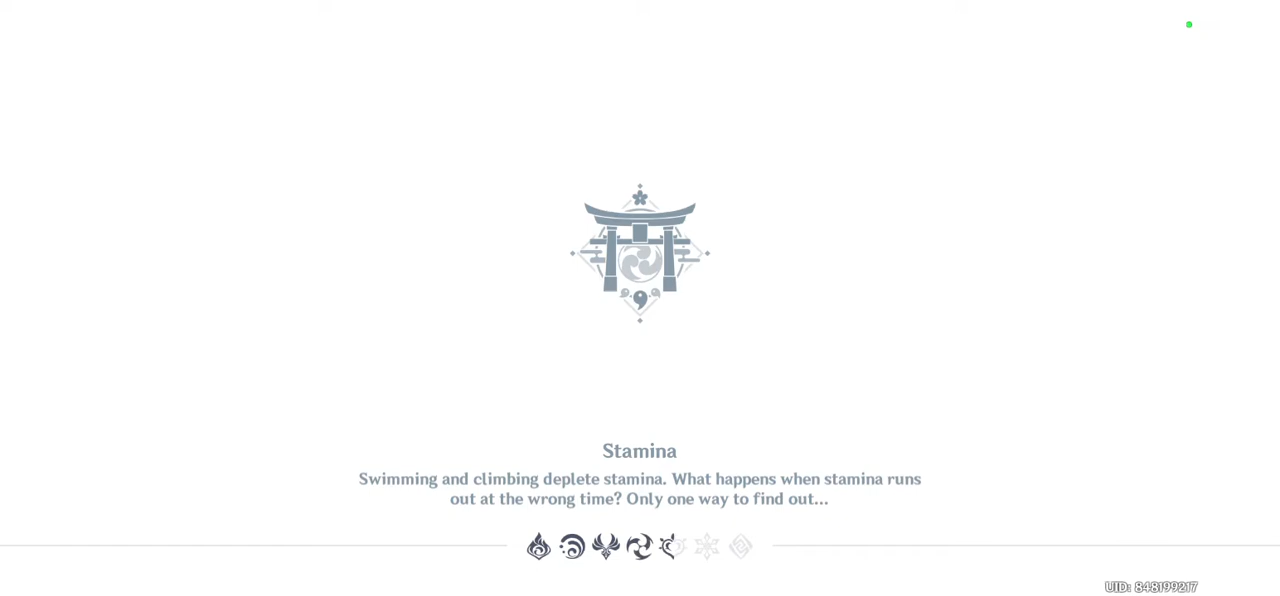 Stamina
Swimming and climbing deplete stamina. What happens when stamina runs
out at the wrong time? Only one way to find out...
UID: 848199217